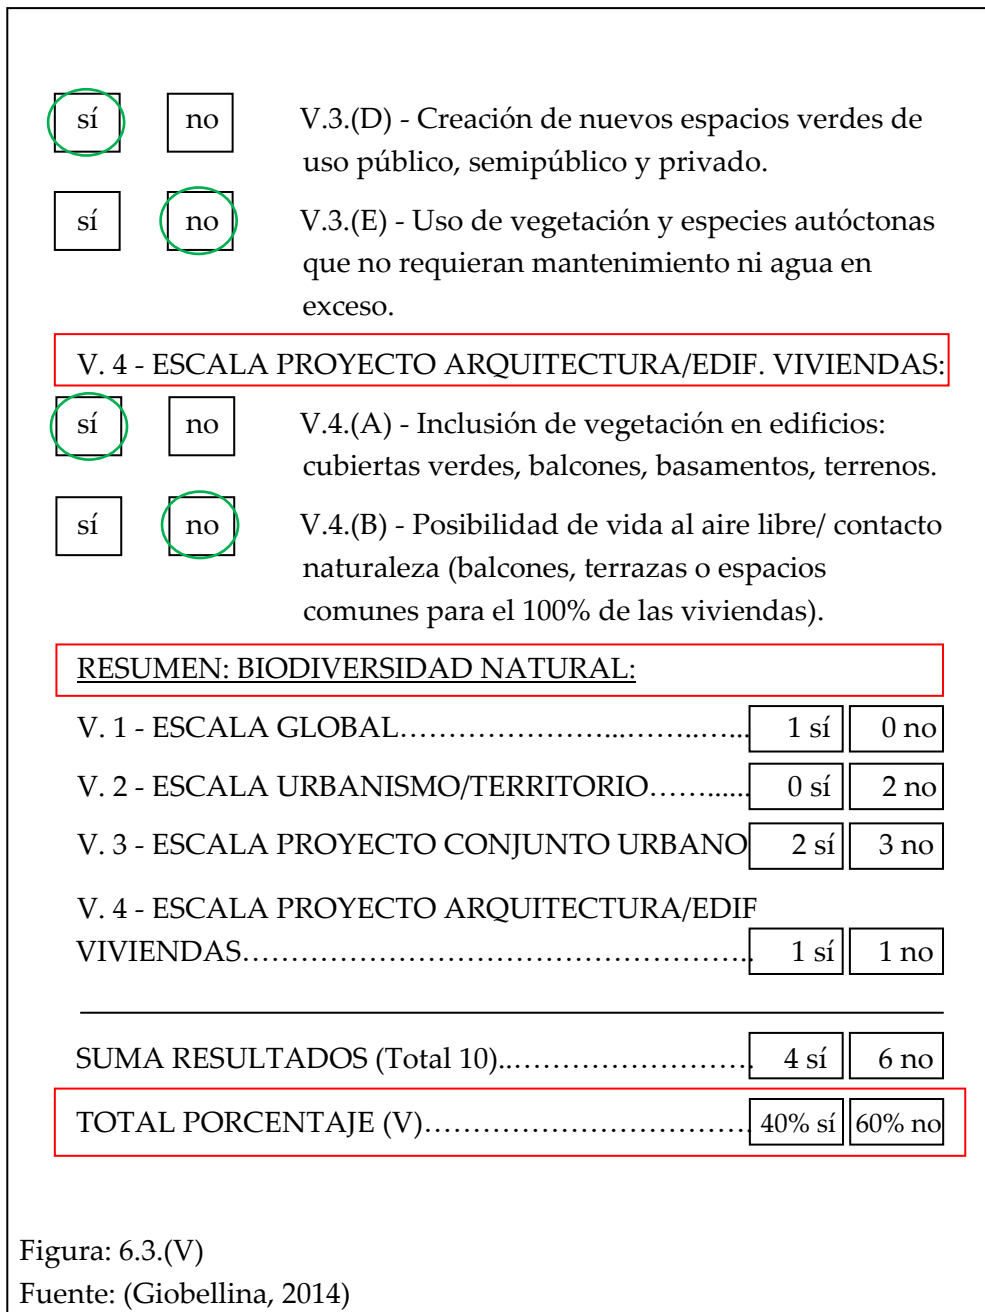 sí no V.3.(D) - Creación de nuevos espacios verdes de
uso público, semipúblico y privado.
sí no V.3.(E) - Uso de vegetación y especies autóctonas
que no requieran mantenimiento ni agua en
exceso.
V. 4 - ESCALA PROYECTO ARQUITECTURA/EDIF. VIVIENDAS:
sí no V.4.(A) - Inclusión de vegetación en edificios:
cubiertas verdes, balcones, basamentos, terrenos.
sí no V.4.(B) - Posibilidad de vida al aire libre/ contacto
naturaleza (balcones, terrazas o espacios
comunes para el 100% de las viviendas).
RESUMEN: BIODIVERSIDAD NATURAL:
V. 1 - ESCALA GLOBAL…………………...……..…... 1 sí 0 no
V. 2 - ESCALA URBANISMO/TERRITORIO……...... 0 sí 2 no
V. 3 - ESCALA PROYECTO CONJUNTO URBANO 2 sí 3 no
V. 4 - ESCALA PROYECTO ARQUITECTURA/EDIF
VIVIENDAS…………………………………………….. 1 sí 1 no
SUMA RESULTADOS (Total 10)..……………………. 4 sí 6 no
TOTAL PORCENTAJE (V)……………………………. 40% sí 60% no
Figura: 6.3.(V)
Fuente: (Giobellina, 2014)